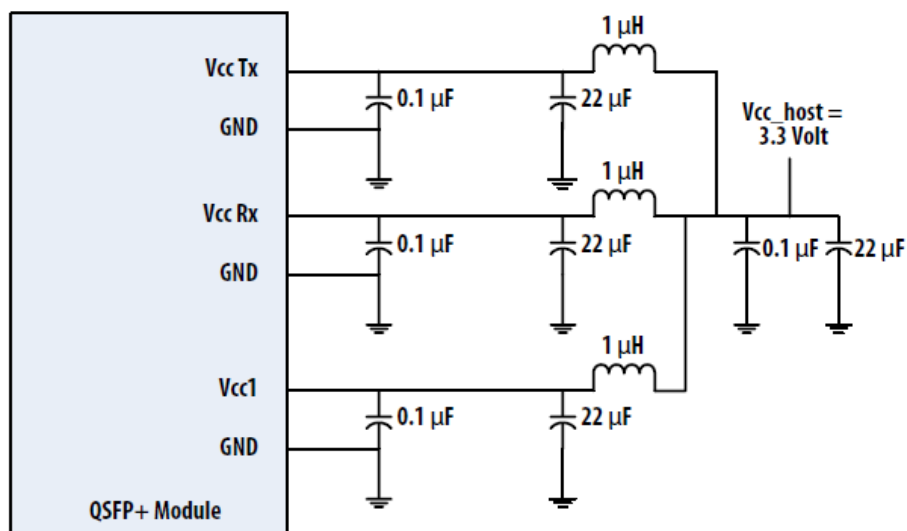 1 µH
Vcc Tx
0.1 µF
22 µF
GND
Vcc_host =
3.3 Volt
1 µH
Vcc Rx
0.1 µF
22 µF
0.1 µF
22 µF
GND
1 µH
Vcc1
0.1 µF
22 µF
GND
QSFP+ Module